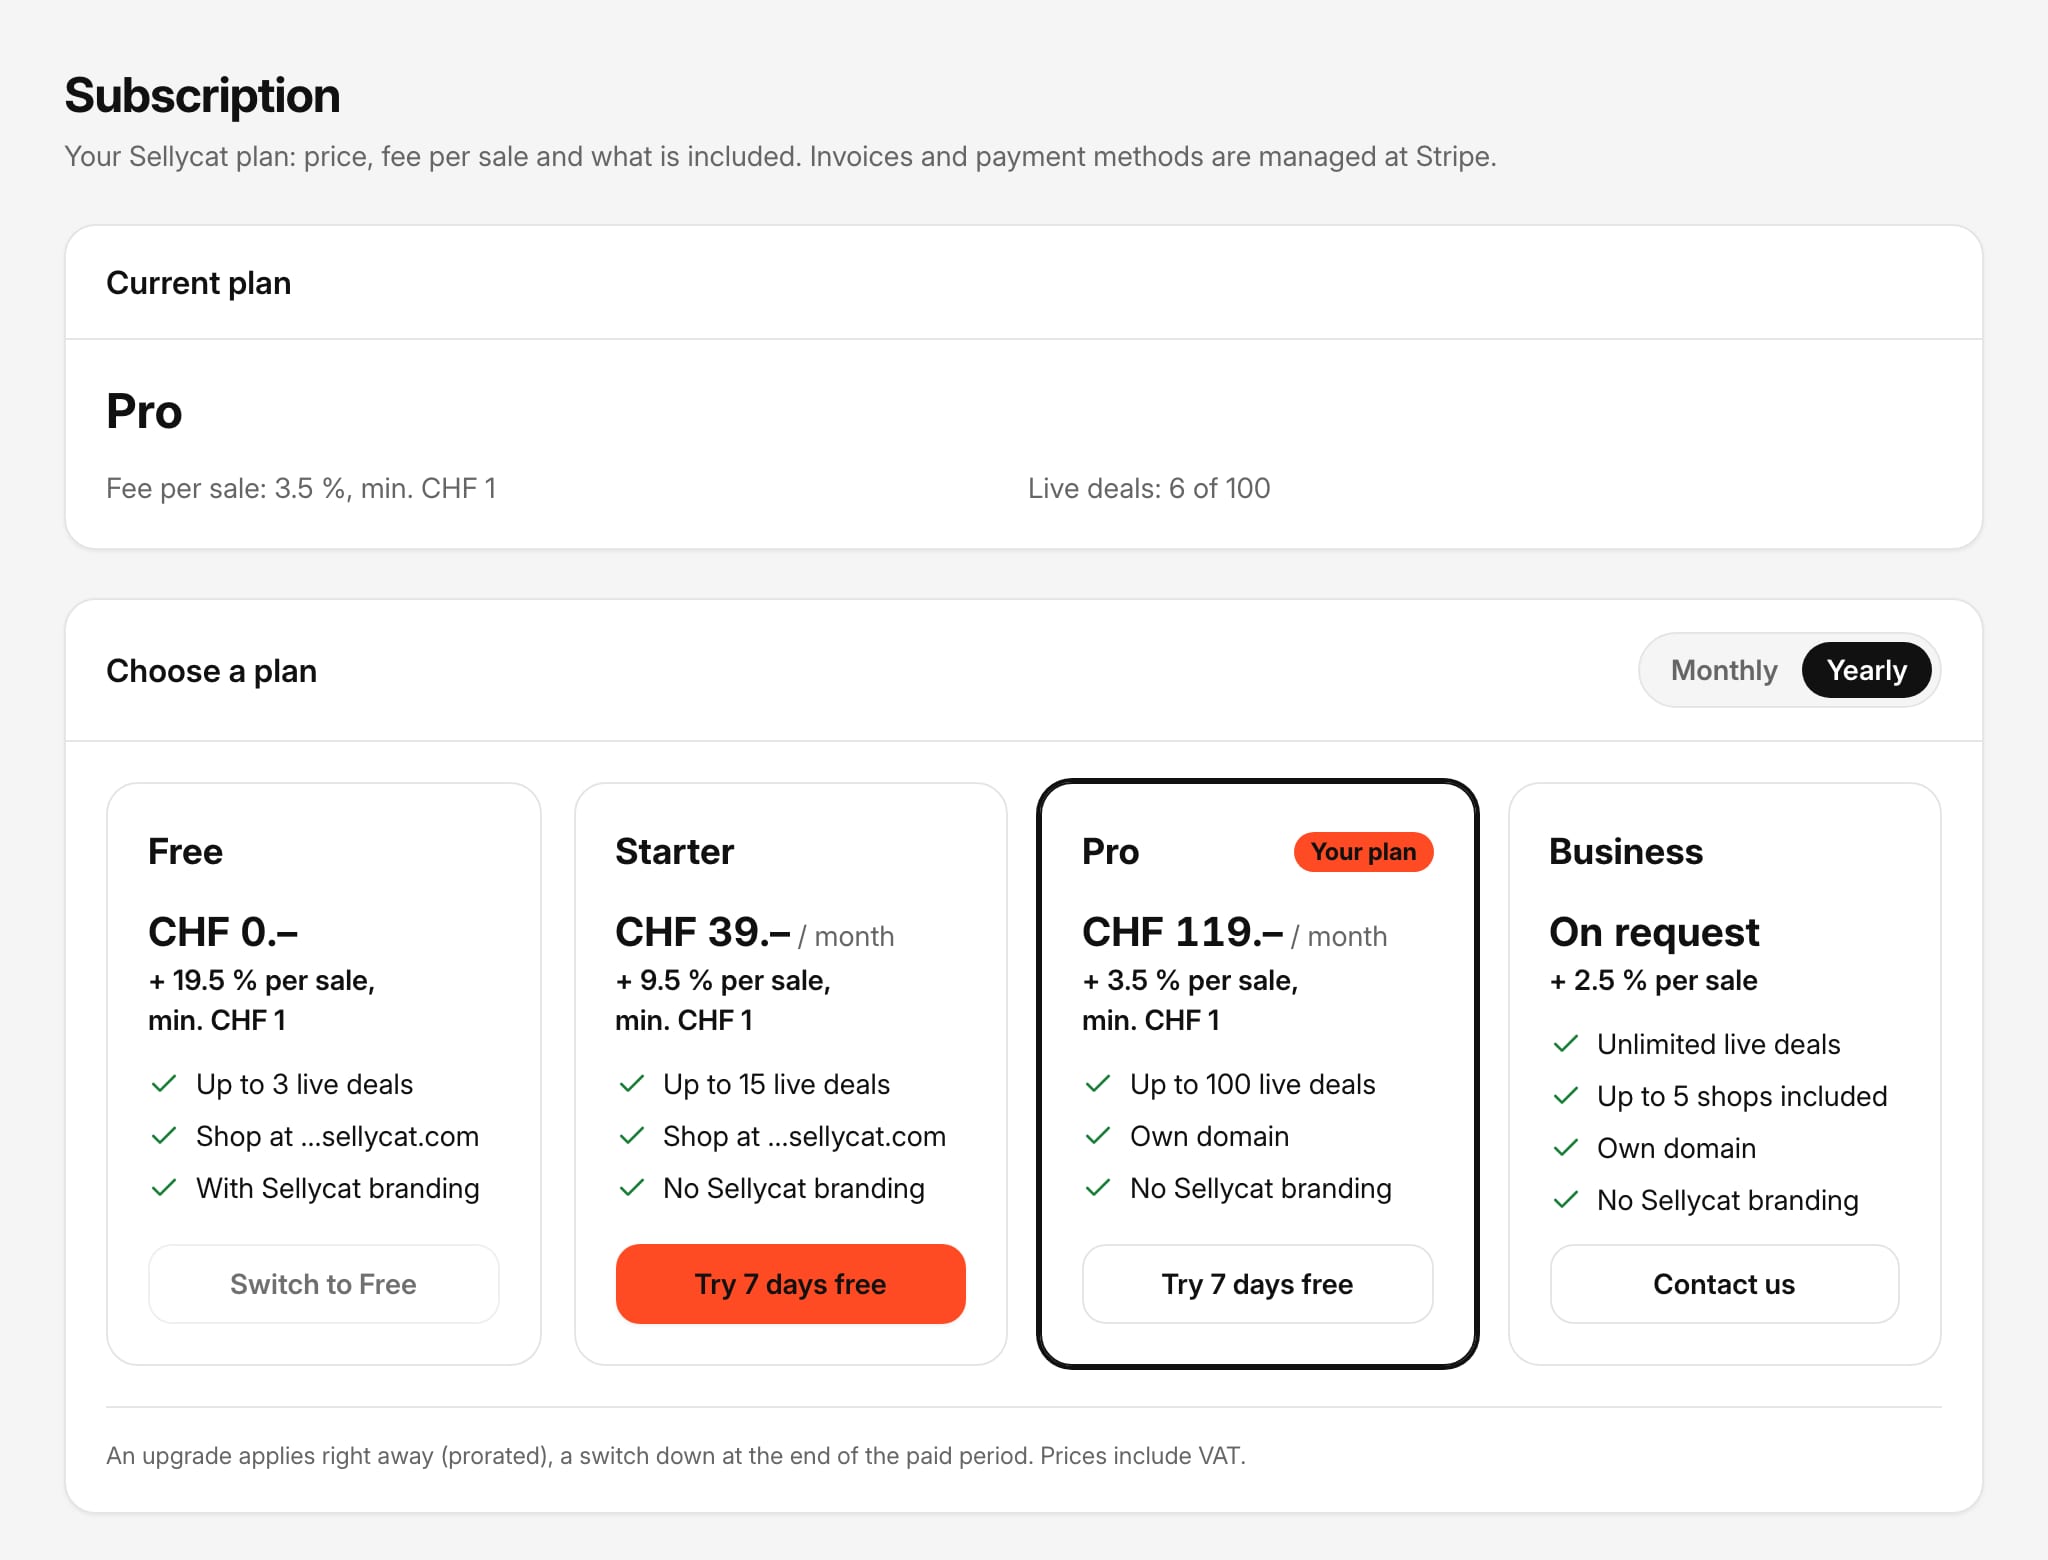 Subscription
Your Sellycat plan: price, fee per sale and what is included. Invoices and payment methods are managed at Stripe.
Current plan
Pro
Fee per sale: 3.5 %, min. CHF 1
Live deals: 6 of 100
Choose a plan
Monthly
Yearly
Free
CHF 0.–
+ 19.5 % per sale,
min. CHF 1
Up to 3 live deals
Shop at ...sellycat.com
With Sellycat branding
Switch to Free
Starter
CHF 39.– / month
+ 9.5 % per sale,
min. CHF 1
Up to 15 live deals
Shop at ...sellycat.com
No Sellycat branding
Try 7 days free
Pro
Your plan
CHF 119.– / month
+ 3.5 % per sale,
min. CHF 1
Up to 100 live deals
Own domain
No Sellycat branding
Try 7 days free
Business
On request
+ 2.5 % per sale
Unlimited live deals
Up to 5 shops included
Own domain
No Sellycat branding
Contact us
An upgrade applies right away (prorated), a switch down at the end of the paid period. Prices include VAT.